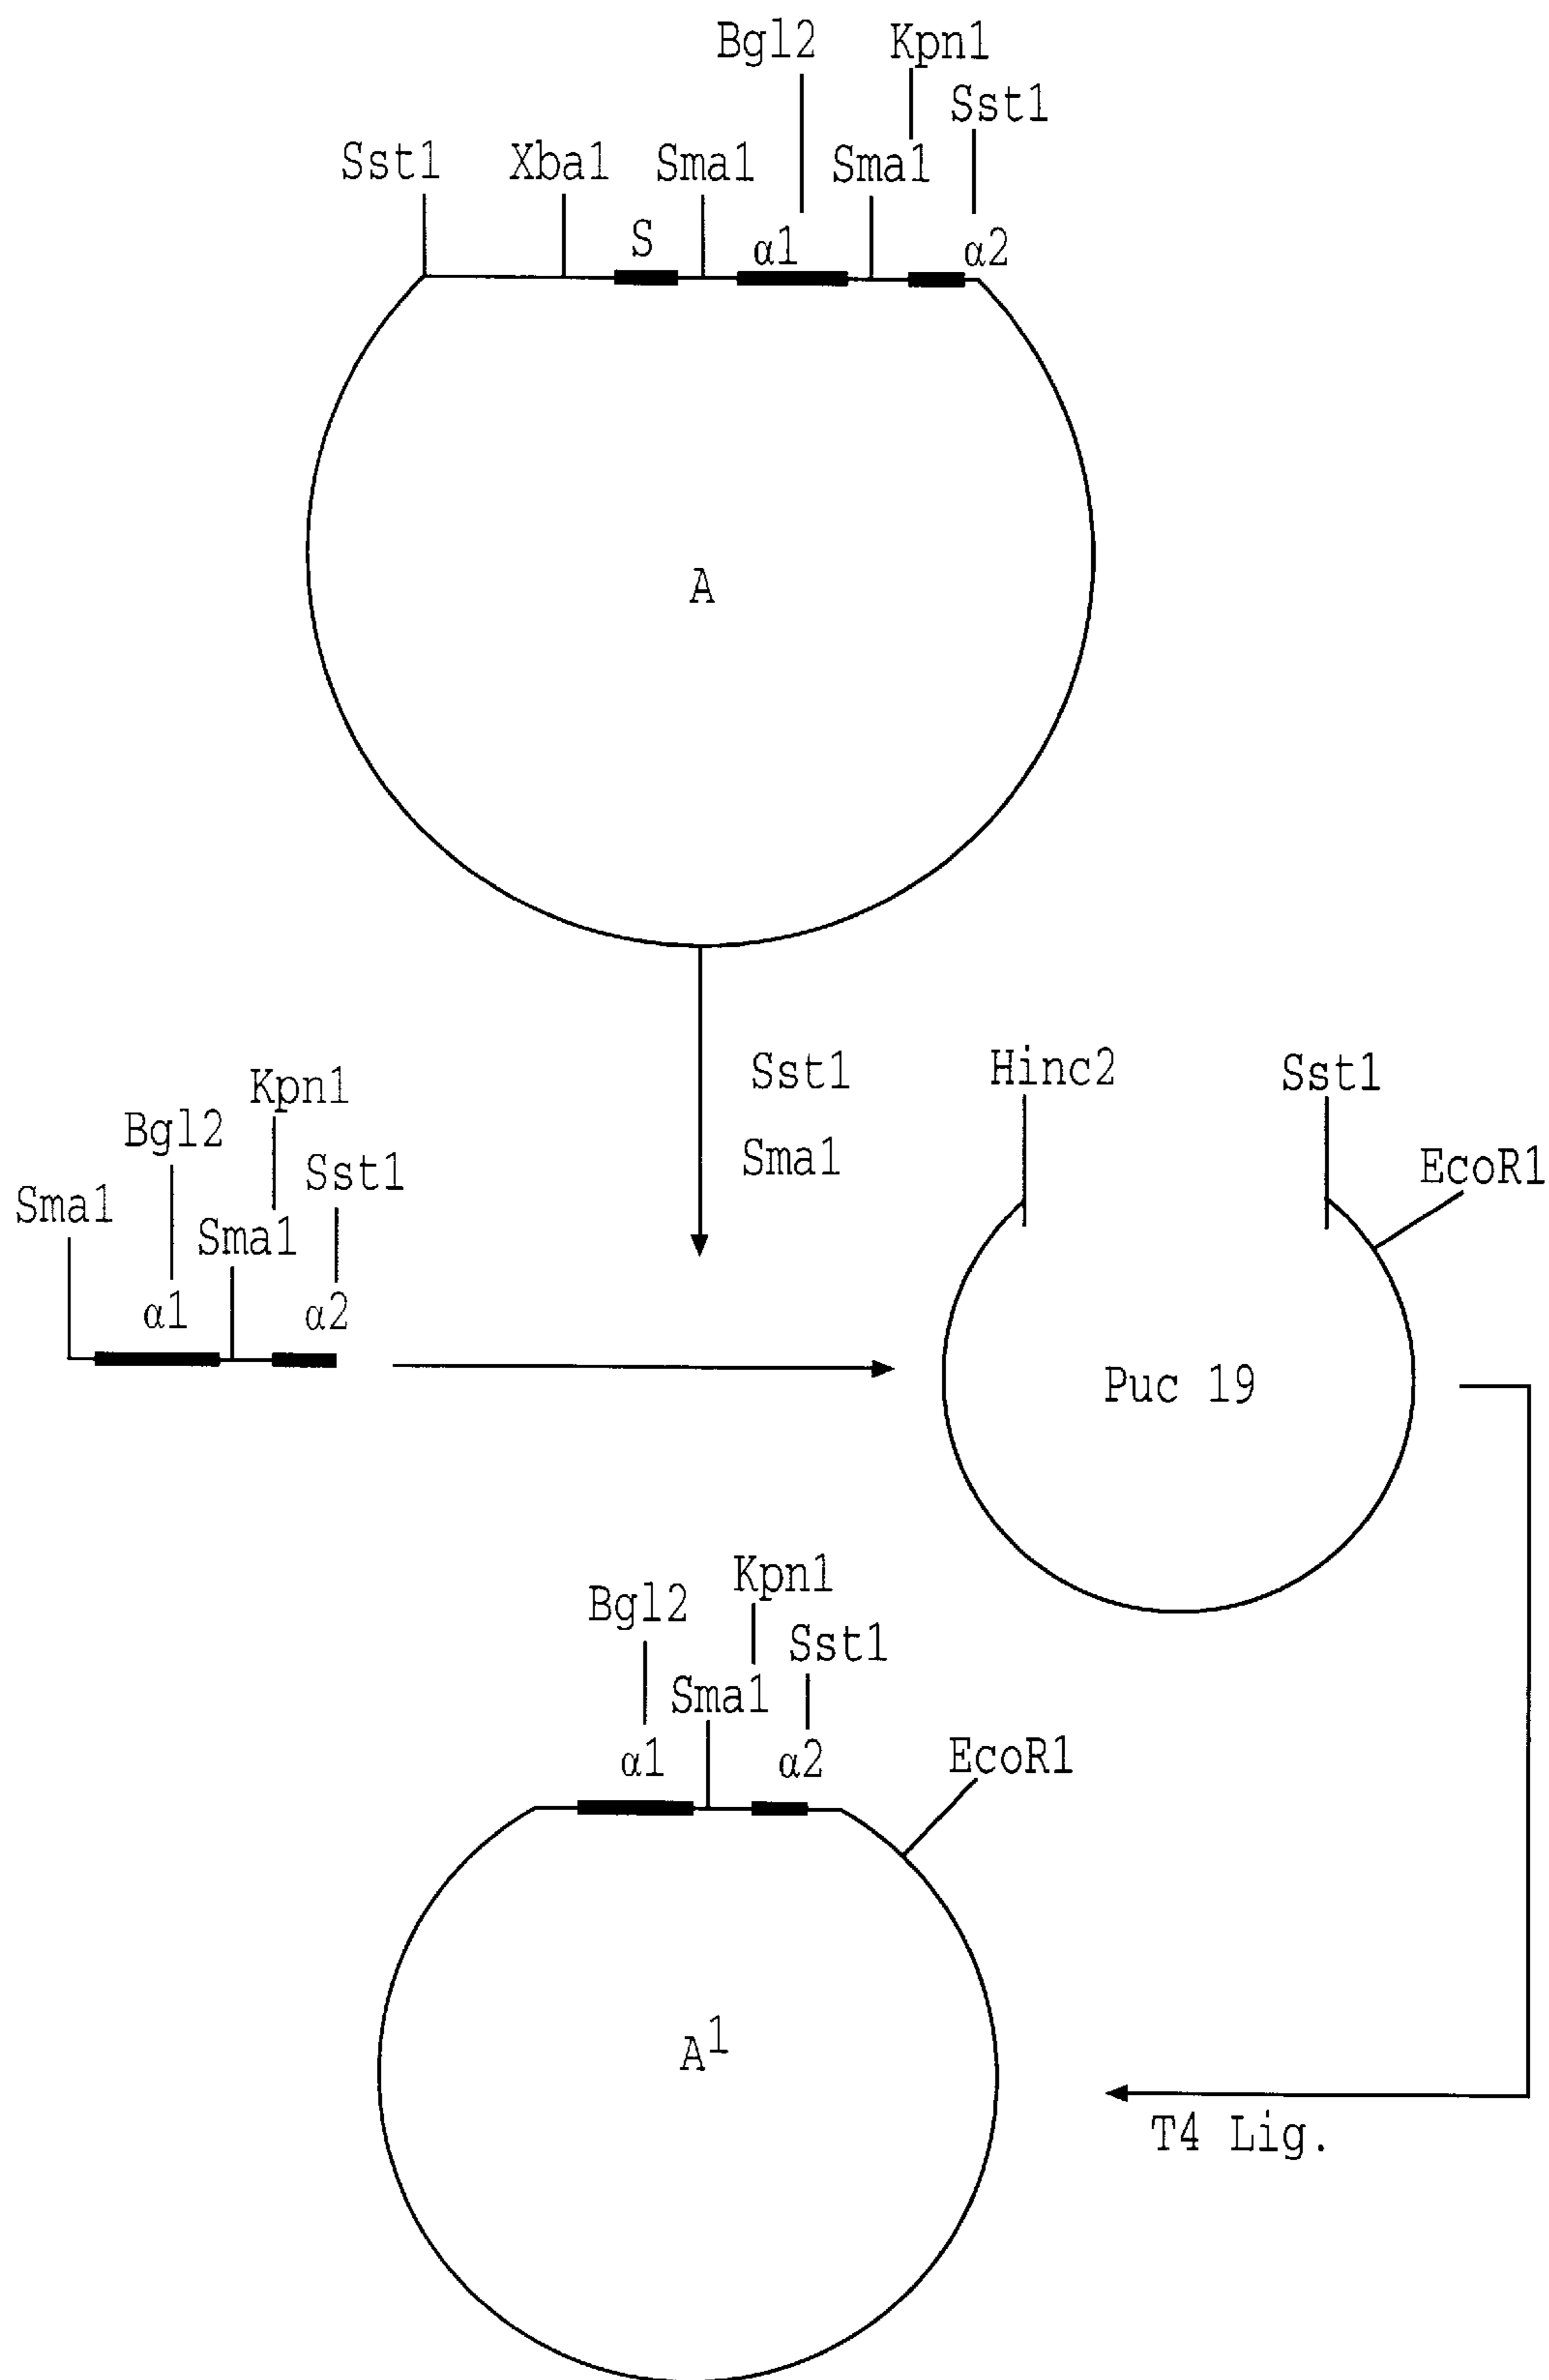 Bgl2
Kpn1
Sst1
Sst1
Xba1
Sma1
Sma1
S
α1
α2
A
Sst1
Sma1
Kpn1
Bgl2
Sst1
Sma1
Sma1
α1
α2
Hinc2
Sst1
EcoR1
Puc 19
Kpn1
Bgl2
Sst1
Sma1
α1
α2
EcoR1
A¹
T4 Lig.